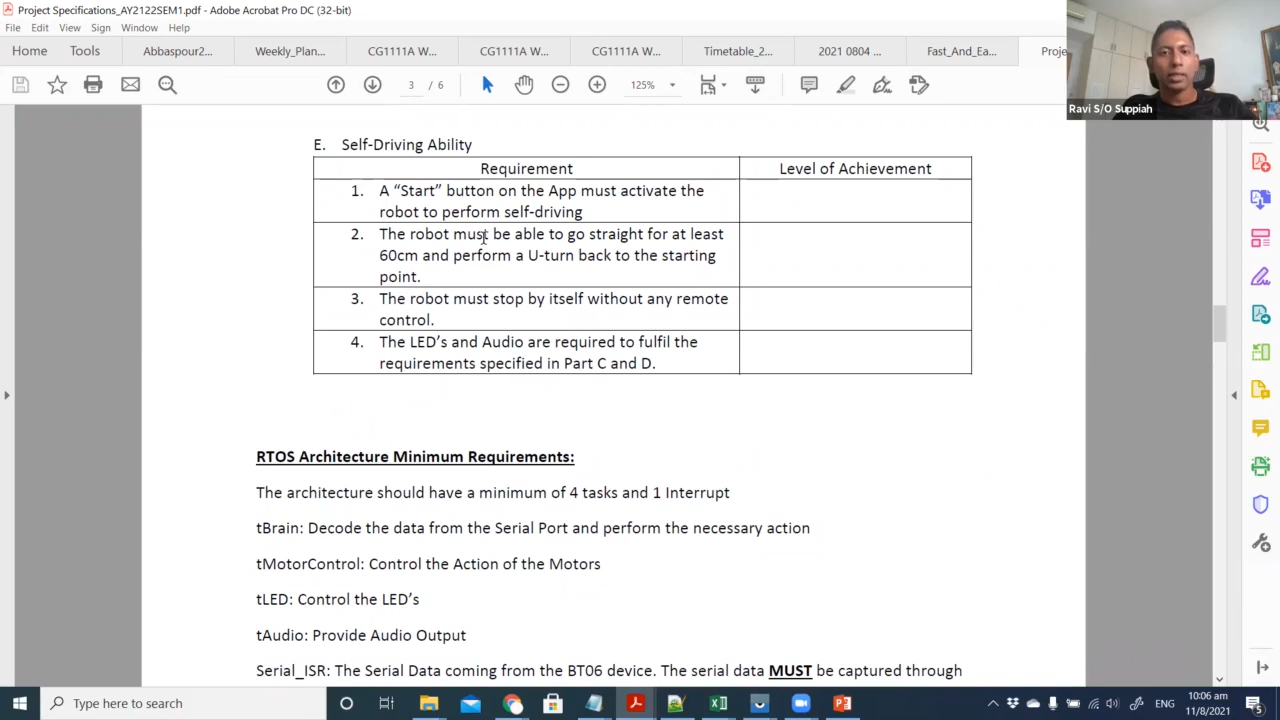 Project Specifications_AY2122SEM1.pdf - Adobe Acrobat Pro DC (32-bit)
File Edit View Sign Window Help
Home Tools Abbaspour2... Weekly_Plan... CG1111A W... CG1111A W... CG1111A W... Timetable_2... 2021 0804 ... Fast_And_Ea... Proje
3 / 6 125%
Ravi S/O Suppiah
E. Self-Driving Ability
Requirement Level of Achievement
1. A “Start” button on the App must activate the
robot to perform self-driving
2. The robot must be able to go straight for at least
60cm and perform a U-turn back to the starting
point.
3. The robot must stop by itself without any remote
control.
4. The LED’s and Audio are required to fulfil the
requirements specified in Part C and D.
RTOS Architecture Minimum Requirements:
The architecture should have a minimum of 4 tasks and 1 Interrupt
tBrain: Decode the data from the Serial Port and perform the necessary action
tMotorControl: Control the Action of the Motors
tLED: Control the LED’s
tAudio: Provide Audio Output
Serial_ISR: The Serial Data coming from the BT06 device. The serial data MUST be captured through
Type here to search
ENG
10:06 am
11/8/2021
5